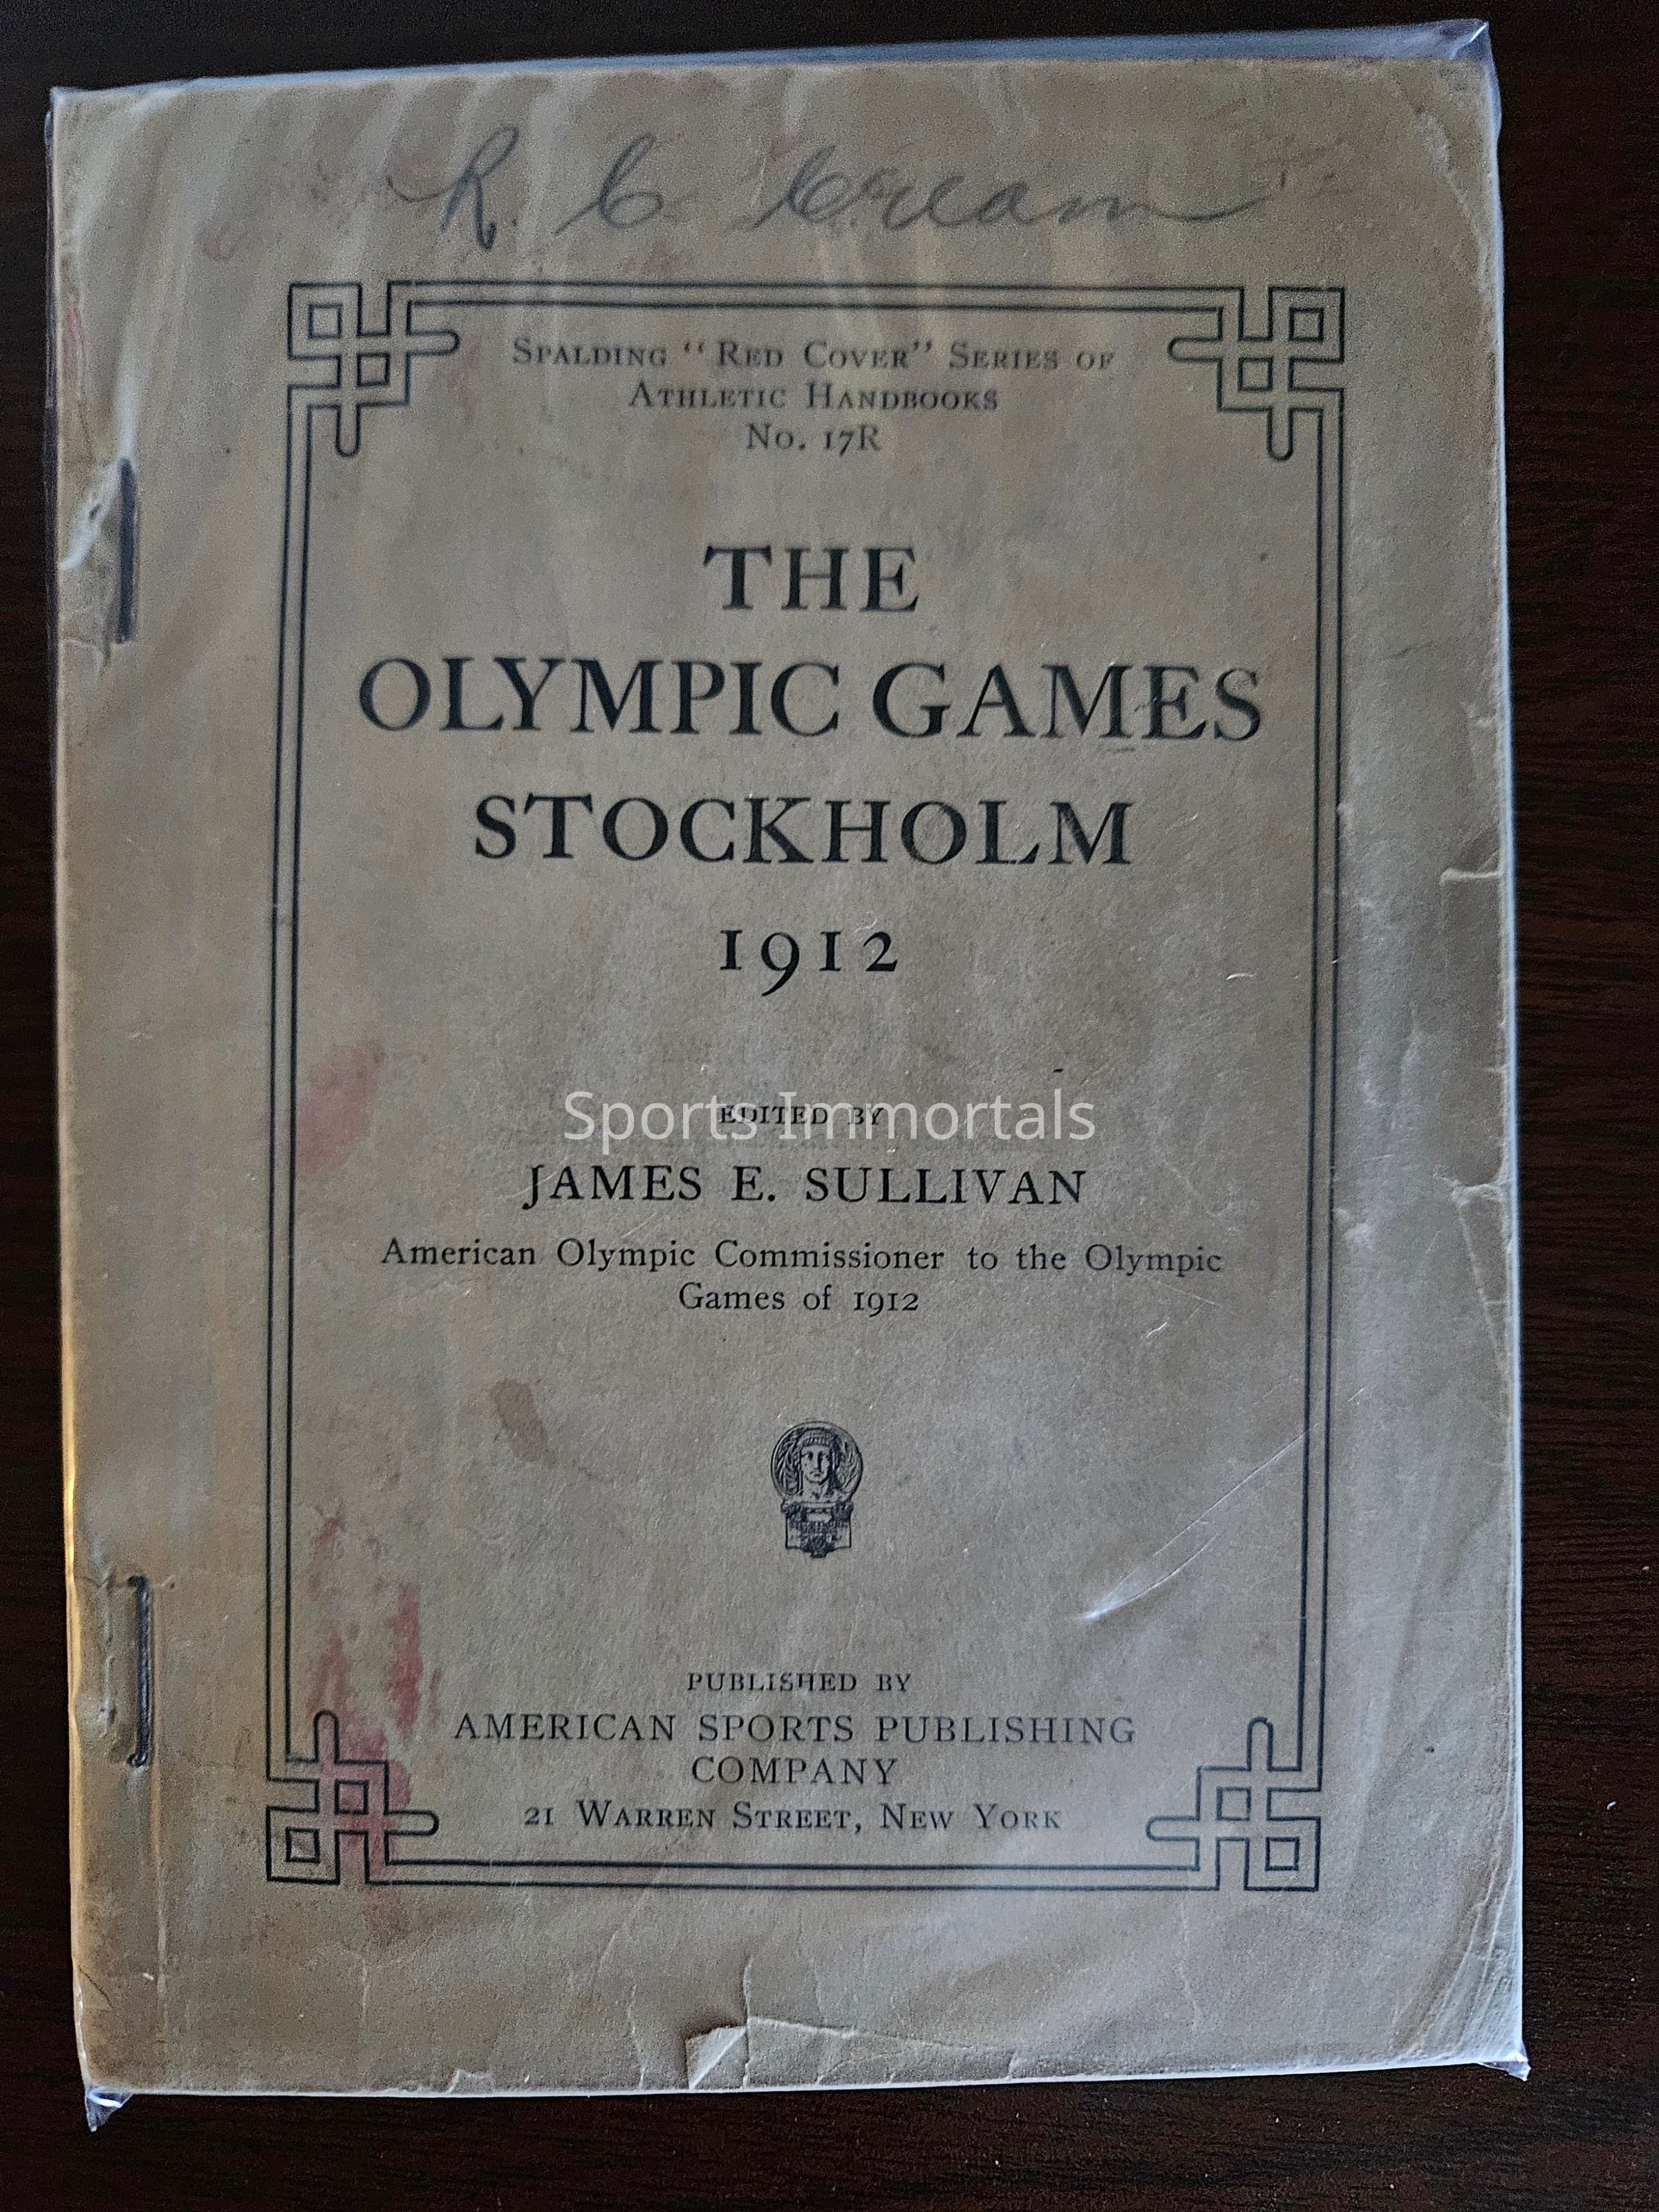 R. C. Cream
SPALDING "RED COVER" SERIES OF
ATHLETIC HANDBOOKS
No. 17R
THE
OLYMPIC GAMES
STOCKHOLM
1912
EDITED BY
Sports Immortals
JAMES E. SULLIVAN
American Olympic Commissioner to the Olympic
Games of 1912
PUBLISHED BY
AMERICAN SPORTS PUBLISHING
COMPANY
21 WARREN STREET, NEW YORK